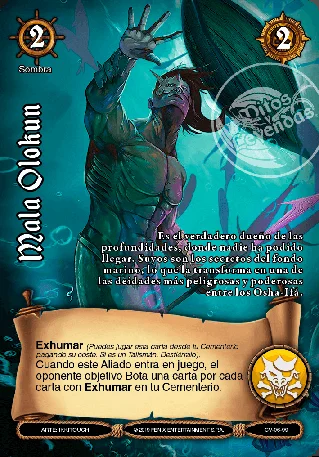 2
2
Sombra
Mala Olokun
Mitos y
Leyendas
Es el verdadero dueño de las
profundidades, donde nadie ha podido
llegar. Suyos son los secretos del fondo
marino, lo que la transforma en una de
las deidades más peligrosas y poderosas
entre los Osha-Ifá.
Exhumar (Puedes jugar esta carda desde tu Cementerio
pagando su coste. Si es un Talismán, Destiérralo).
Cuando este Aliado entra en juego, el
oponente objetivo Bota una carta por cada
carta con Exhumar en tu Cementerio.